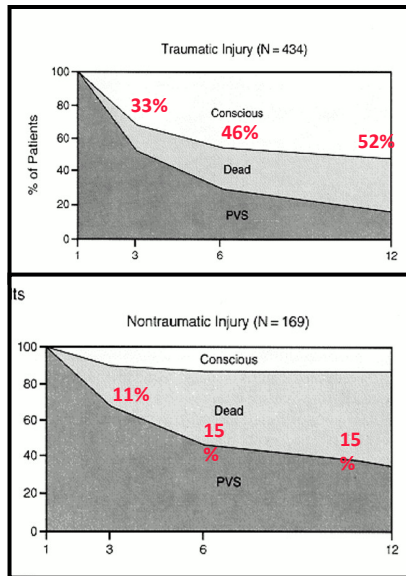 Traumatic Injury (N = 434)
100
80
60
40
20
0
% of Patients
33%
46%
52%
Conscious
Dead
PVS
1
3
6
12
lts
Nontraumatic Injury (N = 169)
100
80
60
40
20
0
Conscious
11%
Dead
15
%
15
%
PVS
1
3
6
12